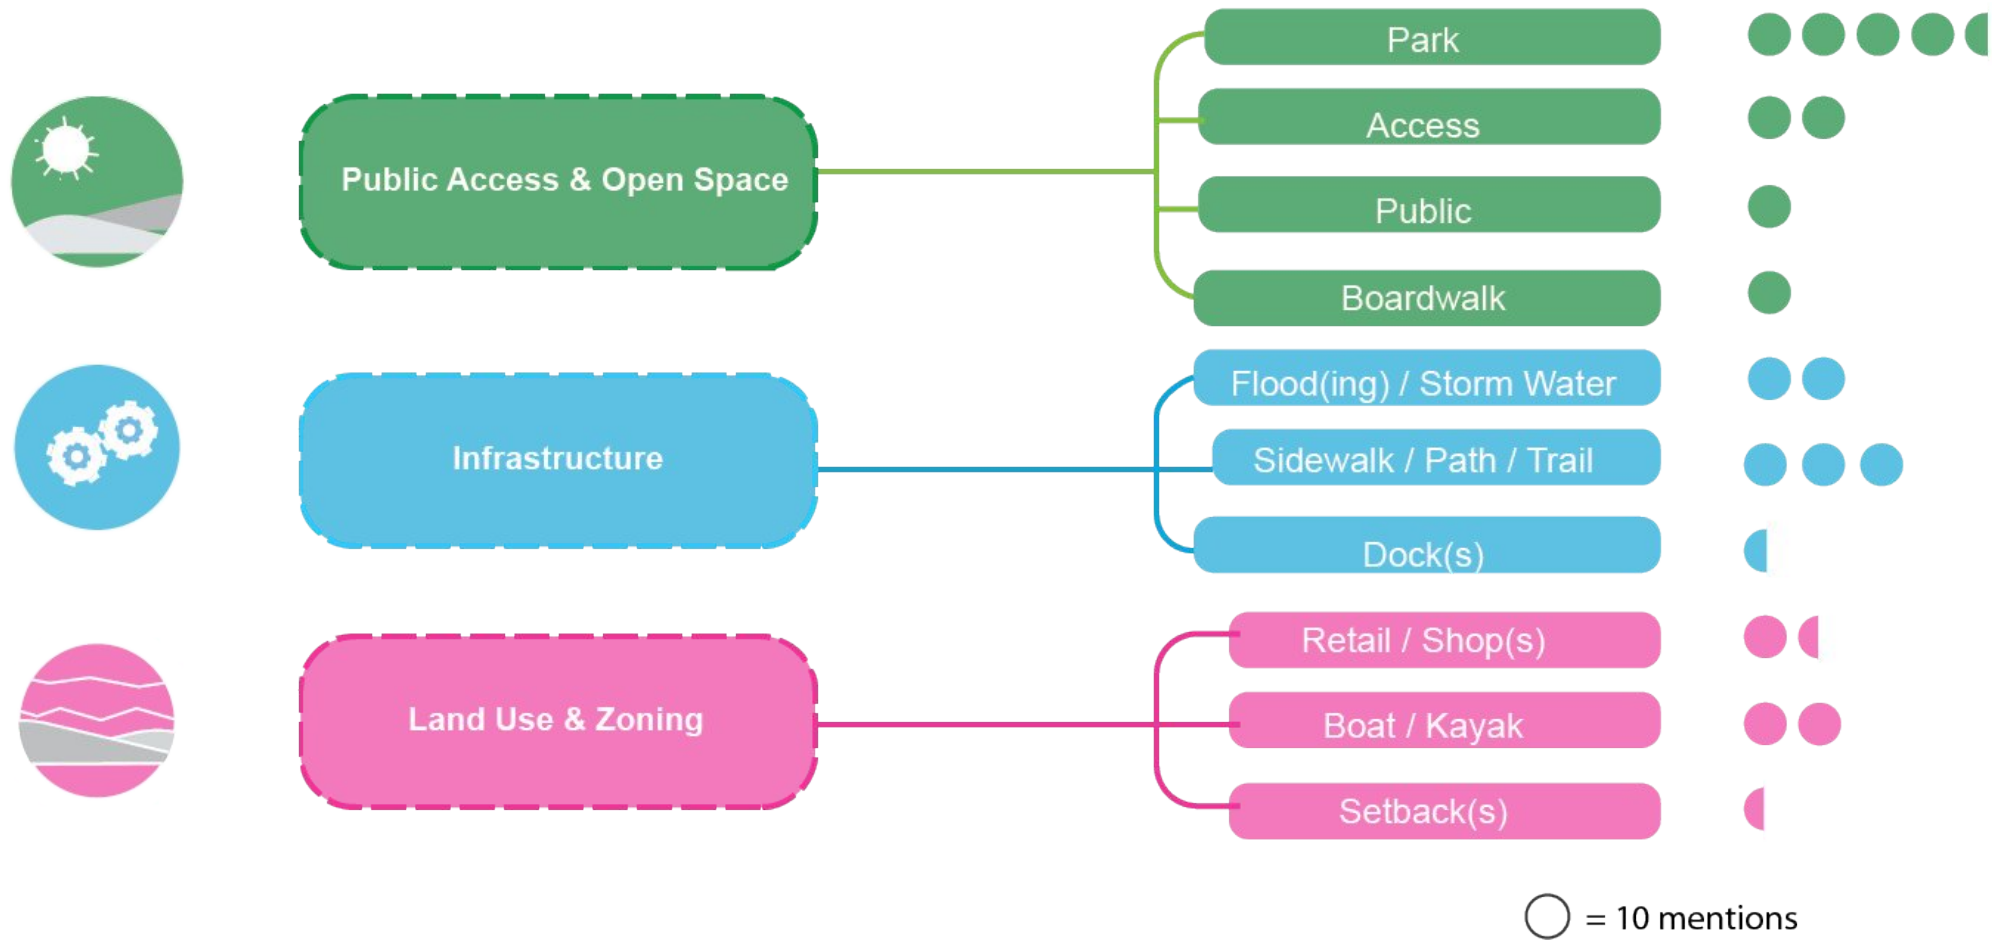 Park
Access
Public Access & Open Space
Public
Boardwalk
Flood(ing) / Storm Water
Infrastructure
Sidewalk / Path / Trail
Dock(s)
Retail / Shop(s)
Land Use & Zoning
Boat / Kayak
Setback(s)
= 10 mentions